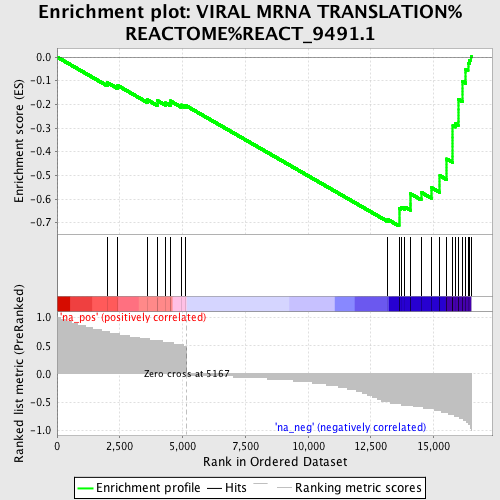 Enrichment plot: VIRAL MRNA TRANSLATION%
REACTOME%REACT_9491.1
Enrichment score (ES)
0.0
-0.1
-0.2
-0.3
-0.4
-0.5
-0.6
-0.7
'na_pos' (positively correlated)
Ranked list metric (PreRanked)
1.0
0.5
0.0
-0.5
-1.0
Zero cross at 5167
'na_neg' (negatively correlated)
0 2,500 5,000 7,500 10,000 12,500 15,000
Rank in Ordered Dataset
Enrichment profile Hits Ranking metric scores